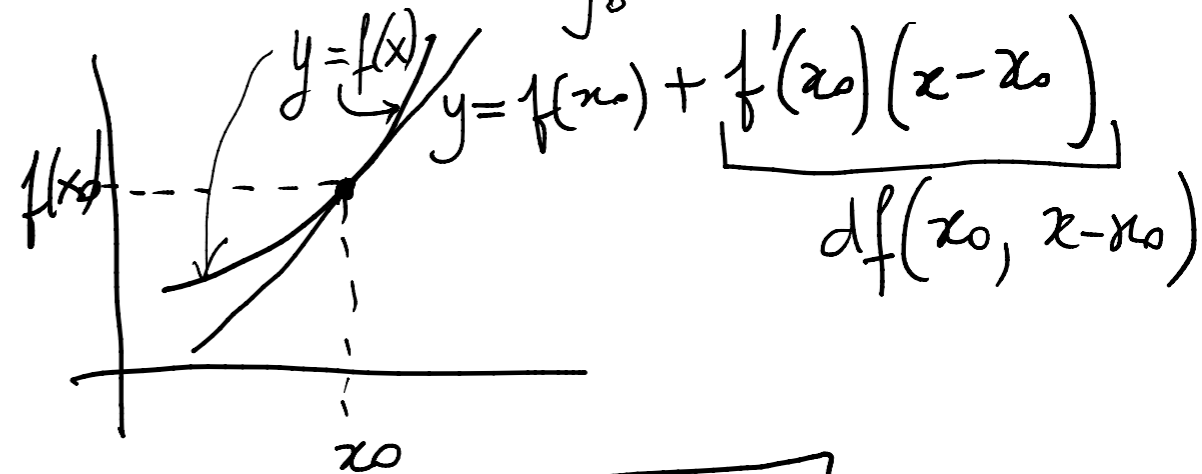 y = f(x)
y = f(x₀) + f'(x₀)(x - x₀)
f(x₀)
df(x₀, x - x₀)
x₀